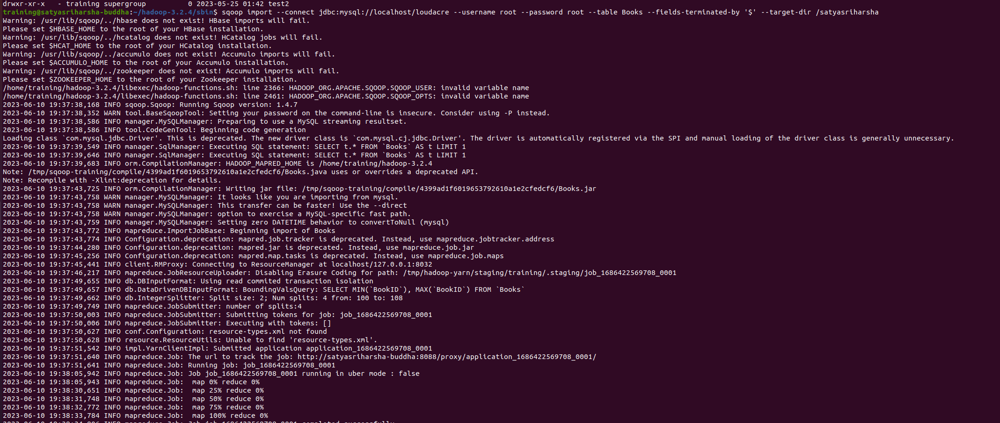 drwxr-xr-x   - training supergroup          0 2023-05-25 01:42 test2
training@satyasriharsha-buddha:~/hadoop-3.2.4/sbin$ sqoop import --connect jdbc:mysql://localhost/loudacre --username root --password root --table Books --fields-terminated-by '$' --target-dir /satyasriharsha
Warning: /usr/lib/sqoop/../hbase does not exist! HBase imports will fail.
Please set $HBASE_HOME to the root of your HBase installation.
Warning: /usr/lib/sqoop/../hcatalog does not exist! HCatalog jobs will fail.
Please set $HCAT_HOME to the root of your HCatalog installation.
Warning: /usr/lib/sqoop/../accumulo does not exist! Accumulo imports will fail.
Please set $ACCUMULO_HOME to the root of your Accumulo installation.
Warning: /usr/lib/sqoop/../zookeeper does not exist! Accumulo imports will fail.
Please set $ZOOKEEPER_HOME to the root of your Zookeeper installation.
/home/training/hadoop-3.2.4/libexec/hadoop-functions.sh: line 2366: HADOOP_ORG.APACHE.SQOOP.SQOOP_USER: invalid variable name
/home/training/hadoop-3.2.4/libexec/hadoop-functions.sh: line 2461: HADOOP_ORG.APACHE.SQOOP.SQOOP_OPTS: invalid variable name
2023-06-10 19:37:38,168 INFO sqoop.Sqoop: Running Sqoop version: 1.4.7
2023-06-10 19:37:38,352 WARN tool.BaseSqoopTool: Setting your password on the command-line is insecure. Consider using -P instead.
2023-06-10 19:37:38,586 INFO manager.MySQLManager: Preparing to use a MySQL streaming resultset.
2023-06-10 19:37:38,586 INFO tool.CodeGenTool: Beginning code generation
Loading class `com.mysql.jdbc.Driver'. This is deprecated. The new driver class is `com.mysql.cj.jdbc.Driver'. The driver is automatically registered via the SPI and manual loading of the driver class is generally unnecessary.
2023-06-10 19:37:39,549 INFO manager.SqlManager: Executing SQL statement: SELECT t.* FROM `Books` AS t LIMIT 1
2023-06-10 19:37:39,646 INFO manager.SqlManager: Executing SQL statement: SELECT t.* FROM `Books` AS t LIMIT 1
2023-06-10 19:37:39,683 INFO orm.CompilationManager: HADOOP_MAPRED_HOME is /home/training/hadoop-3.2.4
Note: /tmp/sqoop-training/compile/4399ad1f6019653792610a1e2cfedcf6/Books.java uses or overrides a deprecated API.
Note: Recompile with -Xlint:deprecation for details.
2023-06-10 19:37:43,725 INFO orm.CompilationManager: Writing jar file: /tmp/sqoop-training/compile/4399ad1f6019653792610a1e2cfedcf6/Books.jar
2023-06-10 19:37:43,758 WARN manager.MySQLManager: It looks like you are importing from mysql.
2023-06-10 19:37:43,758 WARN manager.MySQLManager: This transfer can be faster! Use the --direct
2023-06-10 19:37:43,758 WARN manager.MySQLManager: option to exercise a MySQL-specific fast path.
2023-06-10 19:37:43,759 INFO manager.MySQLManager: Setting zero DATETIME behavior to convertToNull (mysql)
2023-06-10 19:37:43,772 INFO mapreduce.ImportJobBase: Beginning import of Books
2023-06-10 19:37:43,774 INFO Configuration.deprecation: mapred.job.tracker is deprecated. Instead, use mapreduce.jobtracker.address
2023-06-10 19:37:44,280 INFO Configuration.deprecation: mapred.jar is deprecated. Instead, use mapreduce.job.jar
2023-06-10 19:37:45,256 INFO Configuration.deprecation: mapred.map.tasks is deprecated. Instead, use mapreduce.job.maps
2023-06-10 19:37:45,441 INFO client.RMProxy: Connecting to ResourceManager at localhost/127.0.0.1:8032
2023-06-10 19:37:46,217 INFO mapreduce.JobResourceUploader: Disabling Erasure Coding for path: /tmp/hadoop-yarn/staging/training/.staging/job_1686422569708_0001
2023-06-10 19:37:49,655 INFO db.DBInputFormat: Using read commited transaction isolation
2023-06-10 19:37:49,657 INFO db.DataDrivenDBInputFormat: BoundingValsQuery: SELECT MIN(`BookID`), MAX(`BookID`) FROM `Books`
2023-06-10 19:37:49,662 INFO db.IntegerSplitter: Split size: 2; Num splits: 4 from: 100 to: 108
2023-06-10 19:37:49,749 INFO mapreduce.JobSubmitter: number of splits:4
2023-06-10 19:37:50,003 INFO mapreduce.JobSubmitter: Submitting tokens for job: job_1686422569708_0001
2023-06-10 19:37:50,006 INFO mapreduce.JobSubmitter: Executing with tokens: []
2023-06-10 19:37:50,627 INFO conf.Configuration: resource-types.xml not found
2023-06-10 19:37:50,628 INFO resource.ResourceUtils: Unable to find 'resource-types.xml'.
2023-06-10 19:37:51,542 INFO impl.YarnClientImpl: Submitted application application_1686422569708_0001
2023-06-10 19:37:51,640 INFO mapreduce.Job: The url to track the job: http://satyasriharsha-buddha:8088/proxy/application_1686422569708_0001/
2023-06-10 19:37:51,641 INFO mapreduce.Job: Running job: job_1686422569708_0001
2023-06-10 19:38:05,942 INFO mapreduce.Job: Job job_1686422569708_0001 running in uber mode : false
2023-06-10 19:38:05,943 INFO mapreduce.Job:  map 0% reduce 0%
2023-06-10 19:38:30,651 INFO mapreduce.Job:  map 25% reduce 0%
2023-06-10 19:38:31,748 INFO mapreduce.Job:  map 50% reduce 0%
2023-06-10 19:38:32,772 INFO mapreduce.Job:  map 75% reduce 0%
2023-06-10 19:38:33,784 INFO mapreduce.Job:  map 100% reduce 0%